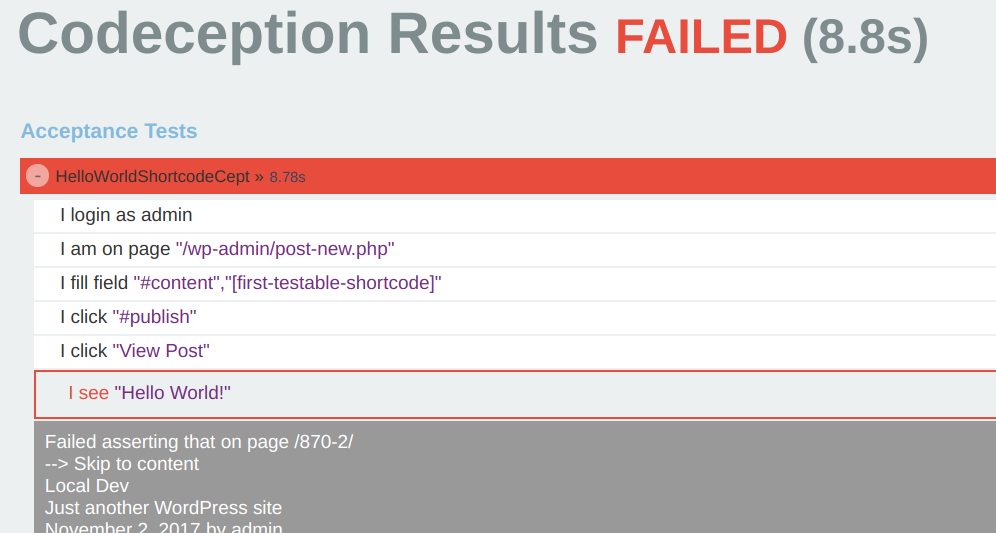 Codeception Results FAILED (8.8s)
Acceptance Tests
- HelloWorldShortcodeCept » 8.78s
I login as admin
I am on page "/wp-admin/post-new.php"
I fill field "#content","[first-testable-shortcode]"
I click "#publish"
I click "View Post"
I see "Hello World!"
Failed asserting that on page /870-2/
--> Skip to content
Local Dev
Just another WordPress site
November 2, 2017 by admin